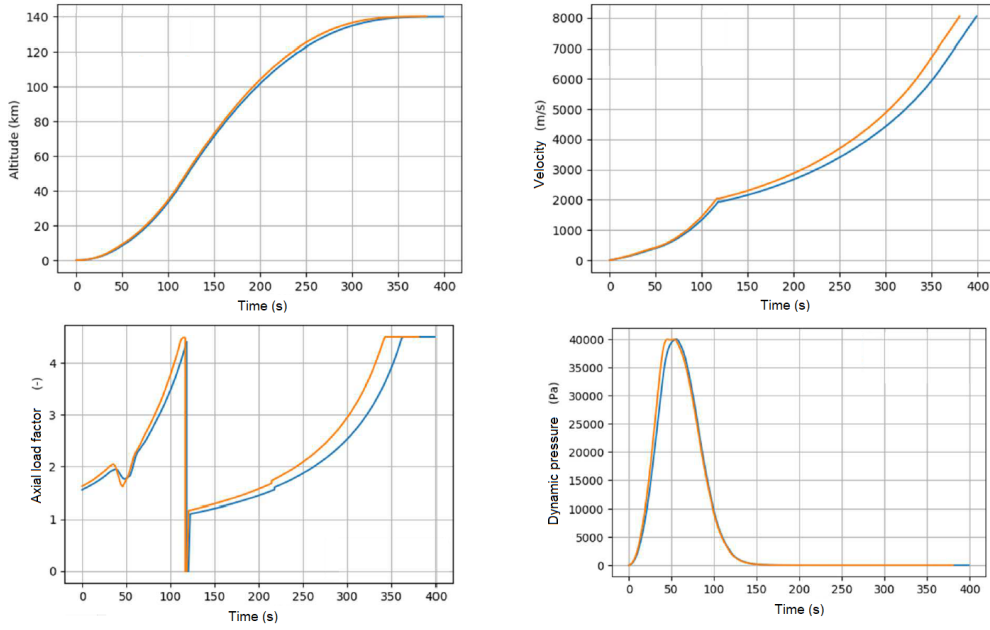 140
120
100
80
60
40
20
0
Altitude (km)
0 50 100 150 200 250 300 350 400
Time (s)
8000
7000
6000
5000
4000
3000
2000
1000
0
Velocity (m/s)
0 50 100 150 200 250 300 350 400
Time (s)
4
3
2
1
0
Axial load factor (-)
0 50 100 150 200 250 300 350 400
Time (s)
40000
35000
30000
25000
20000
15000
10000
5000
0
Dynamic pressure (Pa)
0 50 100 150 200 250 300 350 400
Time (s)